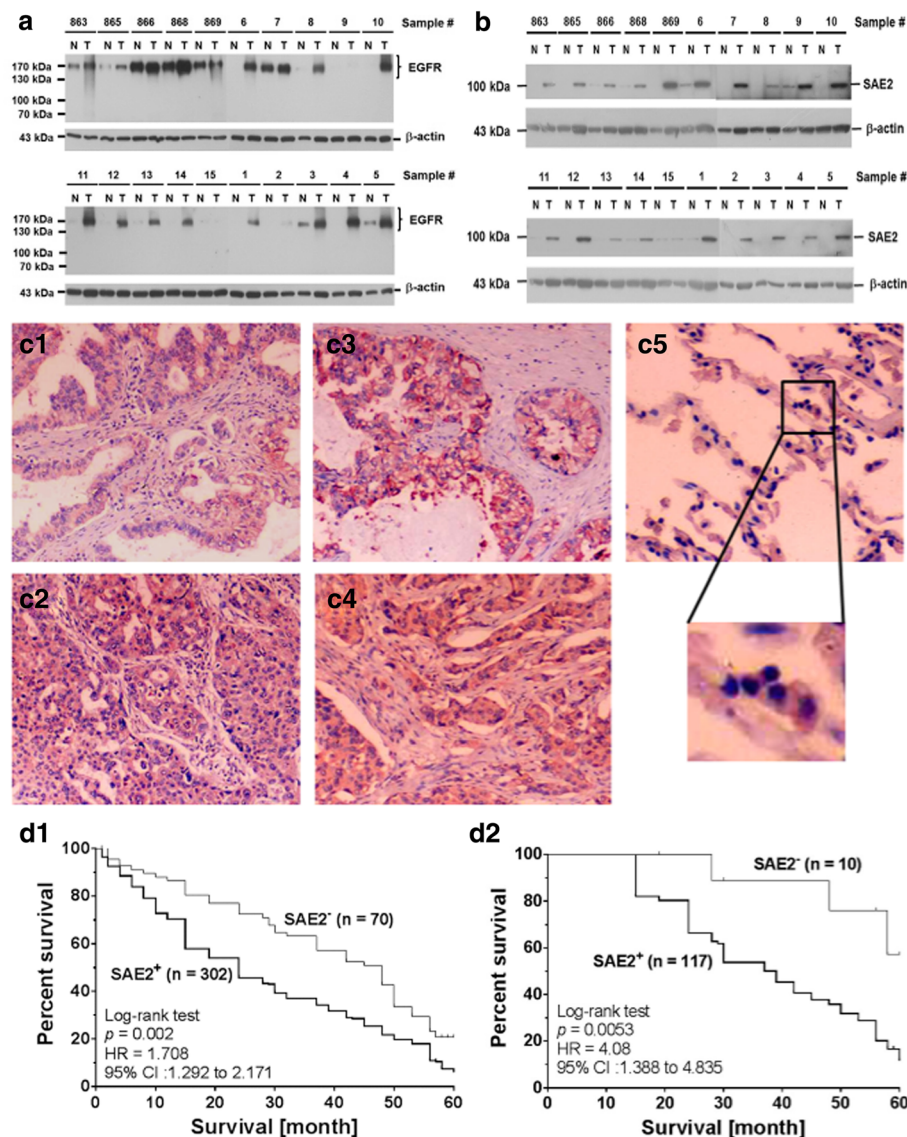 a
863 865 866 868 869 6 7 8 9 10 Sample #
N T N T N T N T N T N T N T N T N T N T
170 kDa
130 kDa
EGFR
100 kDa
70 kDa
43 kDa
β-actin
11 12 13 14 15 1 2 3 4 5 Sample #
N T N T N T N T N T N T N T N T N T N T
170 kDa
130 kDa
EGFR
100 kDa
70 kDa
43 kDa
β-actin
b
863 865 866 868 869 6 7 8 9 10 Sample #
N T N T N T N T N T N T N T N T N T N T
100 kDa
SAE2
43 kDa
β-actin
11 12 13 14 15 1 2 3 4 5 Sample #
N T N T N T N T N T N T N T N T N T N T
100 kDa
SAE2
43 kDa
β-actin
c1
c3
c5
c2
c4
d1
Percent survival
100
80
60
40
20
0
SAE2⁻ (n = 70)
SAE2⁺ (n = 302)
Log-rank test
p = 0.002
HR = 1.708
95% CI :1.292 to 2.171
0 10 20 30 40 50 60
Survival [month]
d2
Percent survival
100
80
60
40
20
0
SAE2⁻ (n = 10)
SAE2⁺ (n = 117)
Log-rank test
p = 0.0053
HR = 4.08
95% CI :1.388 to 4.835
0 10 20 30 40 50 60
Survival [month]